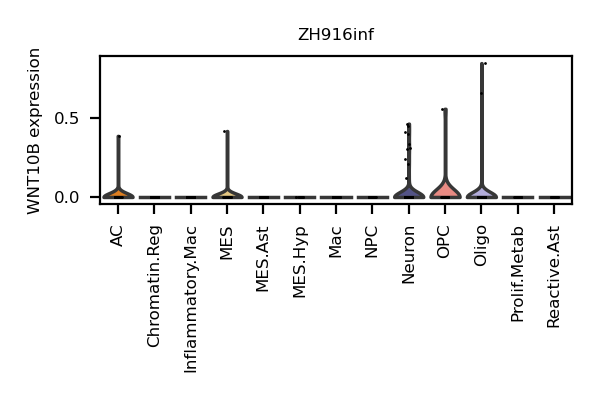 ZH916inf
WNT10B expression
0.5
0.0
AC
Chromatin.Reg
Inflammatory.Mac
MES
MES.Ast
MES.Hyp
Mac
NPC
Neuron
OPC
Oligo
Prolif.Metab
Reactive.Ast